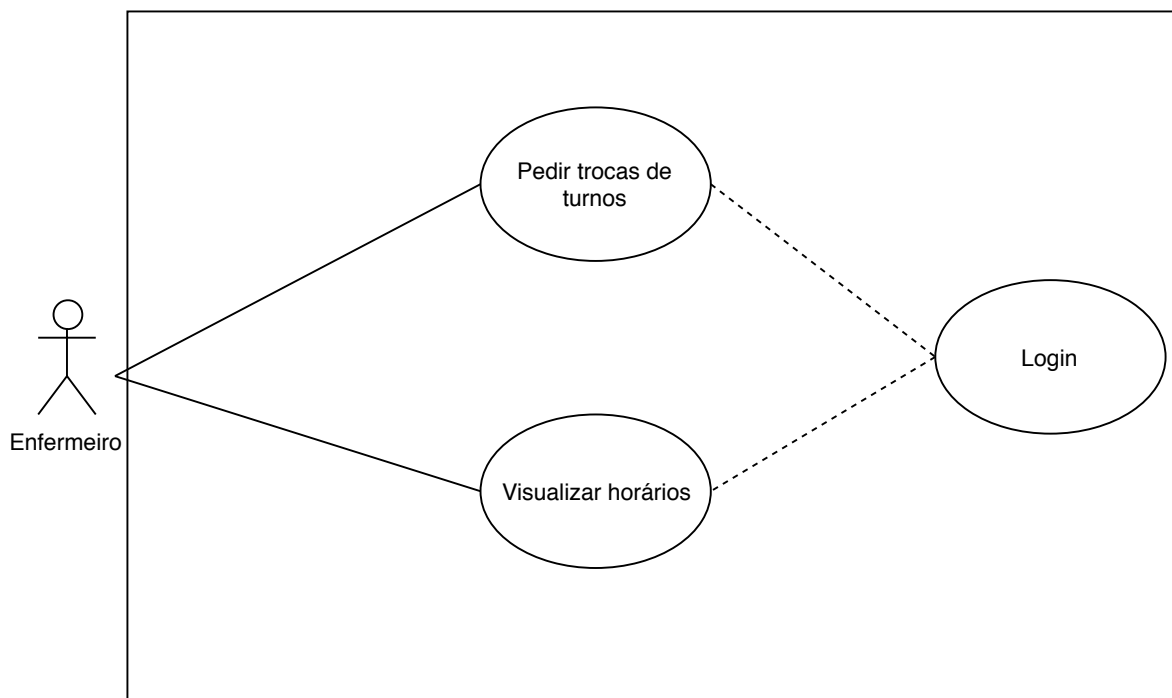 Pedir trocas de
turnos
Login
Enfermeiro
Visualizar horários